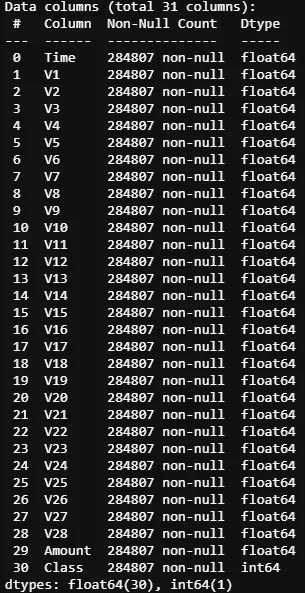 Data columns (total 31 columns):
 #   Column  Non-Null Count   Dtype
---  ------  --------------   -----
 0   Time    284807 non-null  float64
 1   V1      284807 non-null  float64
 2   V2      284807 non-null  float64
 3   V3      284807 non-null  float64
 4   V4      284807 non-null  float64
 5   V5      284807 non-null  float64
 6   V6      284807 non-null  float64
 7   V7      284807 non-null  float64
 8   V8      284807 non-null  float64
 9   V9      284807 non-null  float64
 10  V10     284807 non-null  float64
 11  V11     284807 non-null  float64
 12  V12     284807 non-null  float64
 13  V13     284807 non-null  float64
 14  V14     284807 non-null  float64
 15  V15     284807 non-null  float64
 16  V16     284807 non-null  float64
 17  V17     284807 non-null  float64
 18  V18     284807 non-null  float64
 19  V19     284807 non-null  float64
 20  V20     284807 non-null  float64
 21  V21     284807 non-null  float64
 22  V22     284807 non-null  float64
 23  V23     284807 non-null  float64
 24  V24     284807 non-null  float64
 25  V25     284807 non-null  float64
 26  V26     284807 non-null  float64
 27  V27     284807 non-null  float64
 28  V28     284807 non-null  float64
 29  Amount  284807 non-null  float64
 30  Class   284807 non-null  int64
dtypes: float64(30), int64(1)